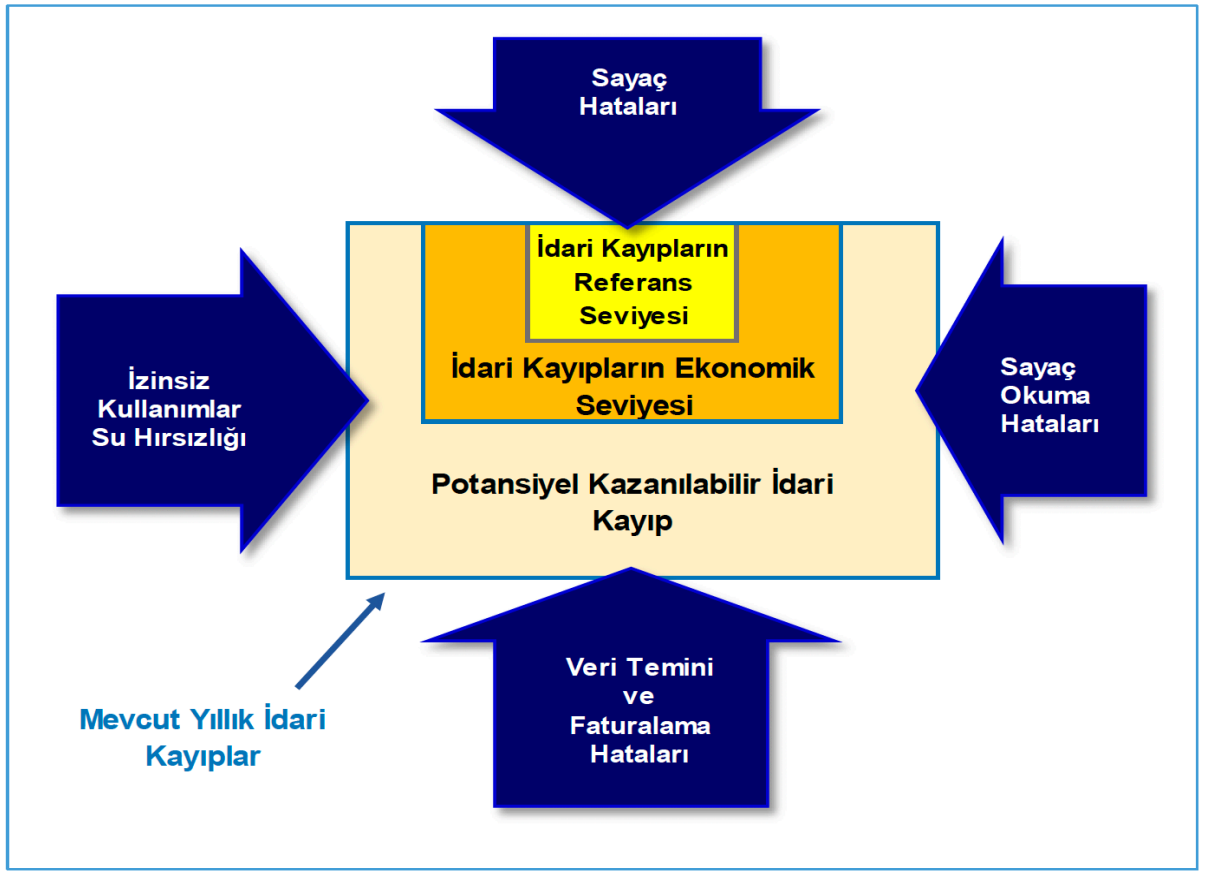 Sayaç
Hataları
İdari Kayıpların
Referans
Seviyesi
İdari Kayıpların Ekonomik
Seviyesi
İzinsiz
Kullanımlar
Su Hırsızlığı
Sayaç
Okuma
Hataları
Potansiyel Kazanılabilir İdari
Kayıp
Veri Temini
ve
Faturalama
Hataları
Mevcut Yıllık İdari
Kayıplar